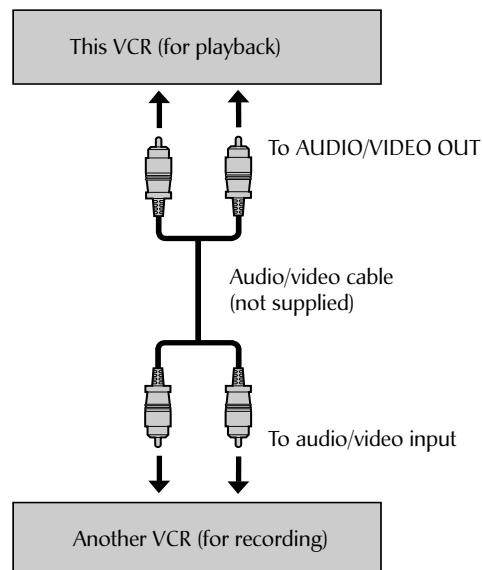 This VCR (for playback)
To AUDIO/VIDEO OUT
Audio/video cable
(not supplied)
To audio/video input
Another VCR (for recording)